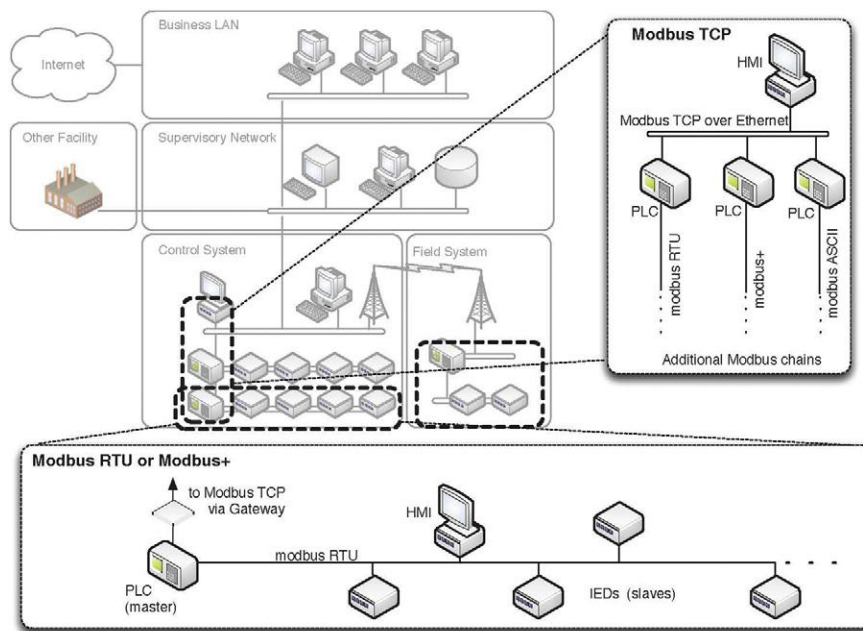 Business LAN
Internet
Other Facility
Supervisory Network
Control System
Field System
Modbus TCP
HMI
Modbus TCP over Ethernet
PLC
PLC
PLC
modbus RTU
modbus+
modbus ASCII
Additional Modbus chains
Modbus RTU or Modbus+
to Modbus TCP
via Gateway
HMI
modbus RTU
PLC
(master)
IEDs (slaves)